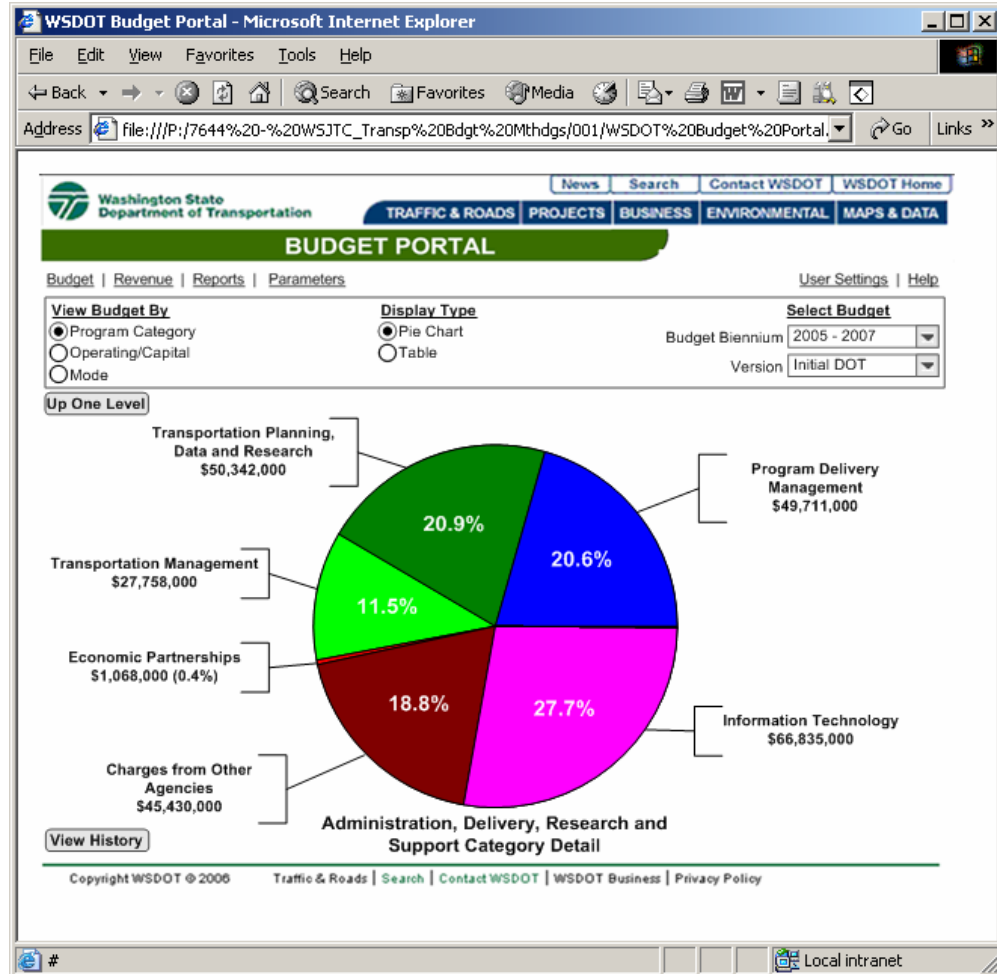 WSDOT Budget Portal - Microsoft Internet Explorer
File Edit View Favorites Tools Help
Back Search Favorites Media
Address file:///P:/7644%20-%20WSJTC_Transp%20Bdgt%20Mthdgs/001/WSDOT%20Budget%20Portal. Go Links »
News Search Contact WSDOT WSDOT Home
Washington State
Department of Transportation
TRAFFIC & ROADS PROJECTS BUSINESS ENVIRONMENTAL MAPS & DATA
BUDGET PORTAL
Budget | Revenue | Reports | Parameters User Settings | Help
View Budget By Display Type Select Budget
Program Category Pie Chart Budget Biennium 2005 - 2007
Operating/Capital Table Version Initial DOT
Mode
Up One Level
Transportation Planning,
Data and Research
$50,342,000
Program Delivery
Management
$49,711,000
20.9%
20.6%
Transportation Management
$27,758,000
11.5%
Economic Partnerships
$1,068,000 (0.4%)
18.8%
27.7%
Information Technology
$66,835,000
Charges from Other
Agencies
$45,430,000
Administration, Delivery, Research and
Support Category Detail
View History
Copyright WSDOT © 2006 Traffic & Roads | Search | Contact WSDOT | WSDOT Business | Privacy Policy
# Local intranet